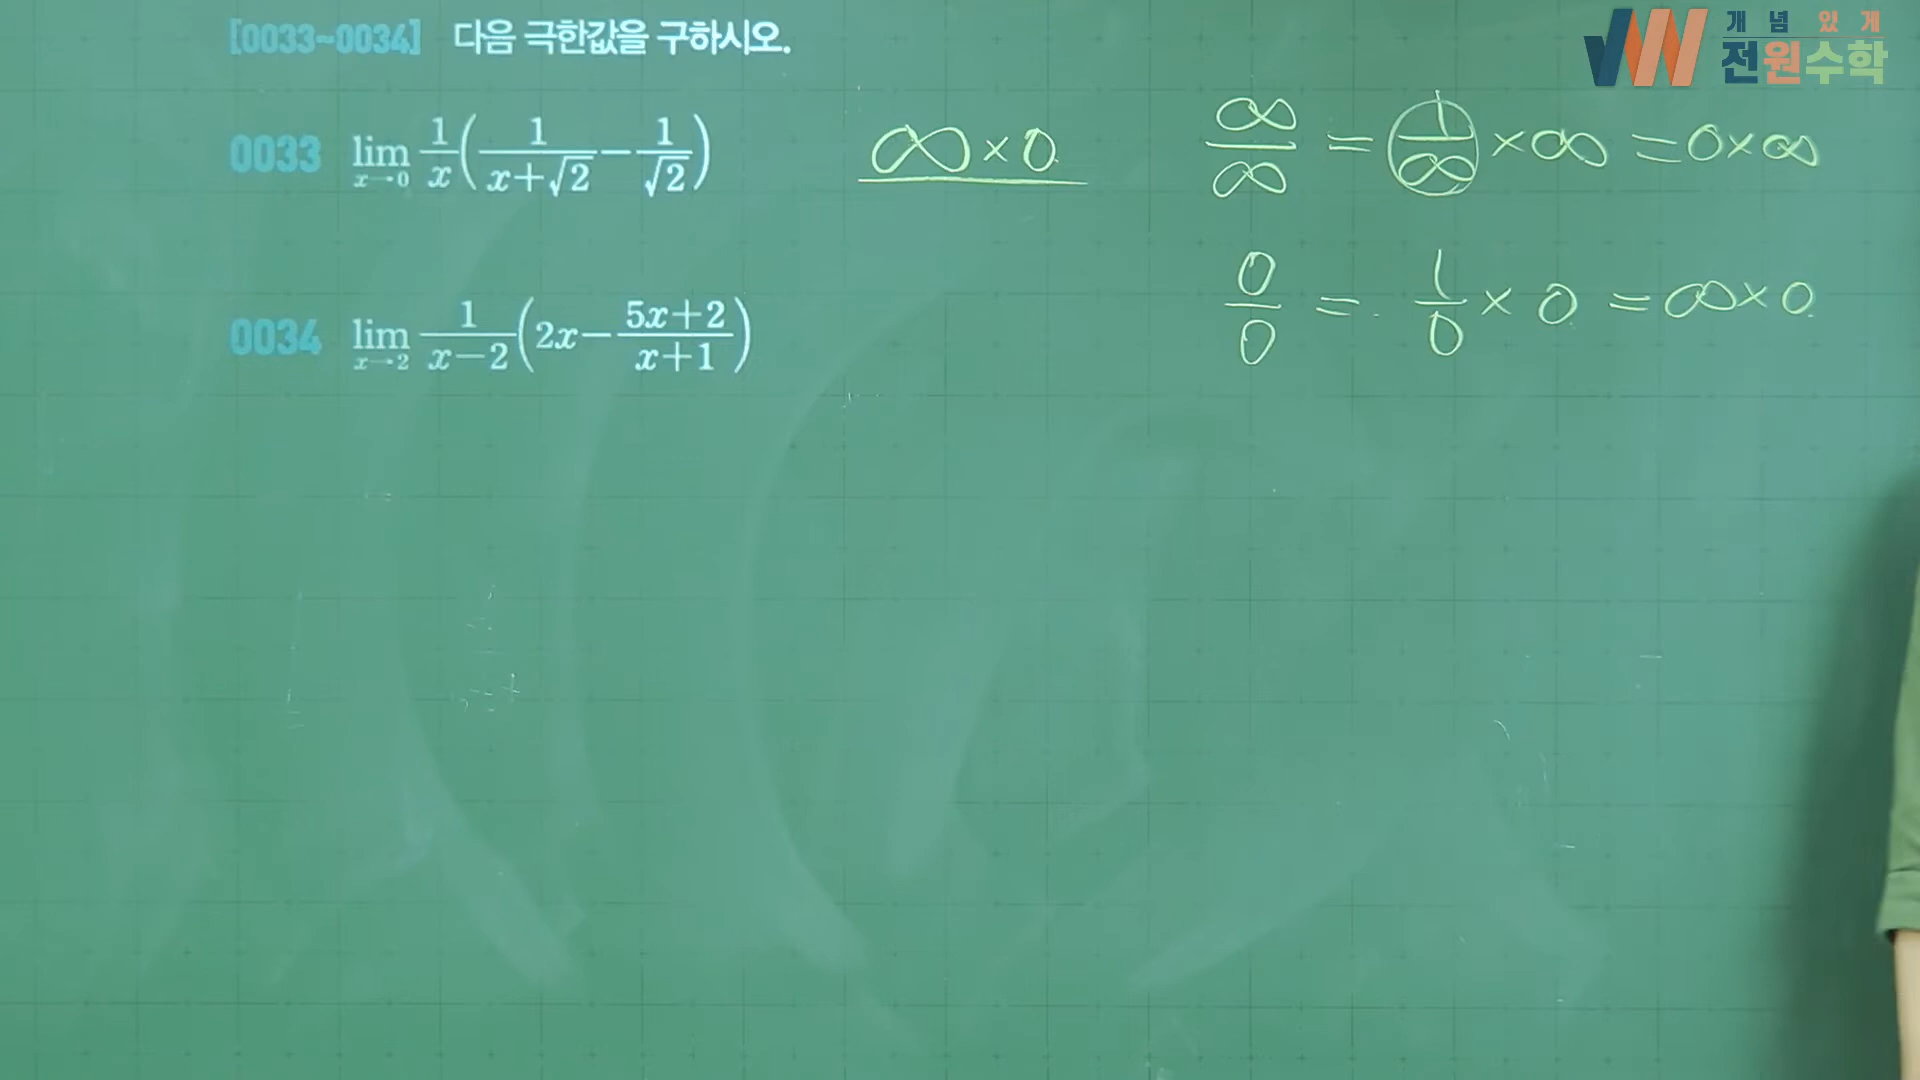 [0033~0034] 다음 극한값을 구하시오.
개념있게
전원수학
0033 lim x→0 1/x (1/(x+√2) − 1/√2)
∞×0
∞/∞ = 1/∞ × ∞ = 0×∞
0034 lim x→2 1/(x−2) (2x − (5x+2)/(x+1))
0/0 = 1/0 × 0 = ∞×0